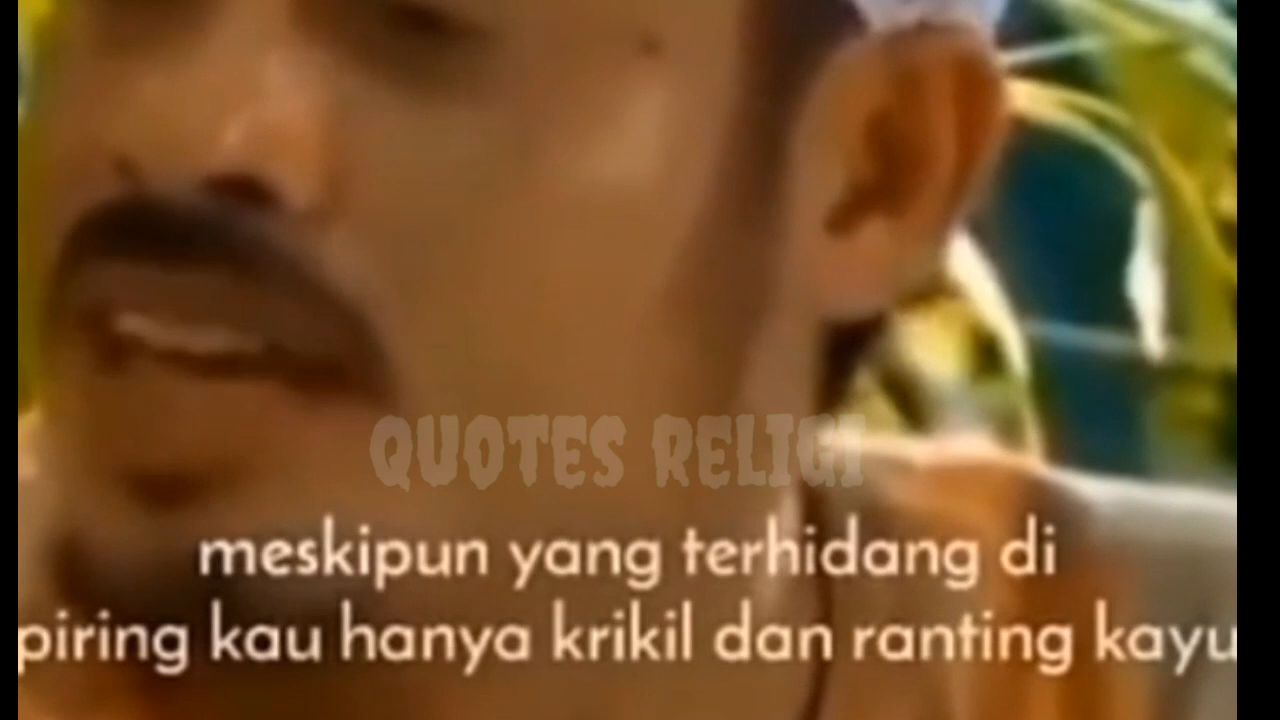 QUOTES RELIGI
meskipun yang terhidang di
piring kau hanya krikil dan ranting kayu